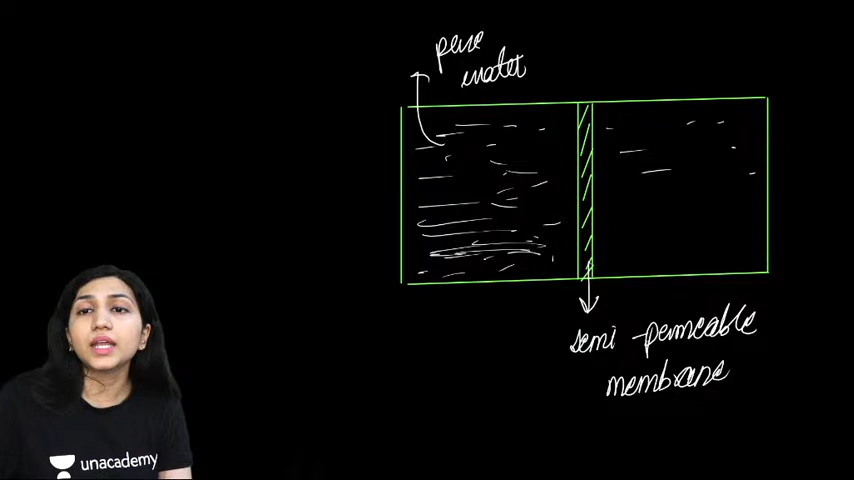 pure
water
semi-permeable
membrane
unacademy